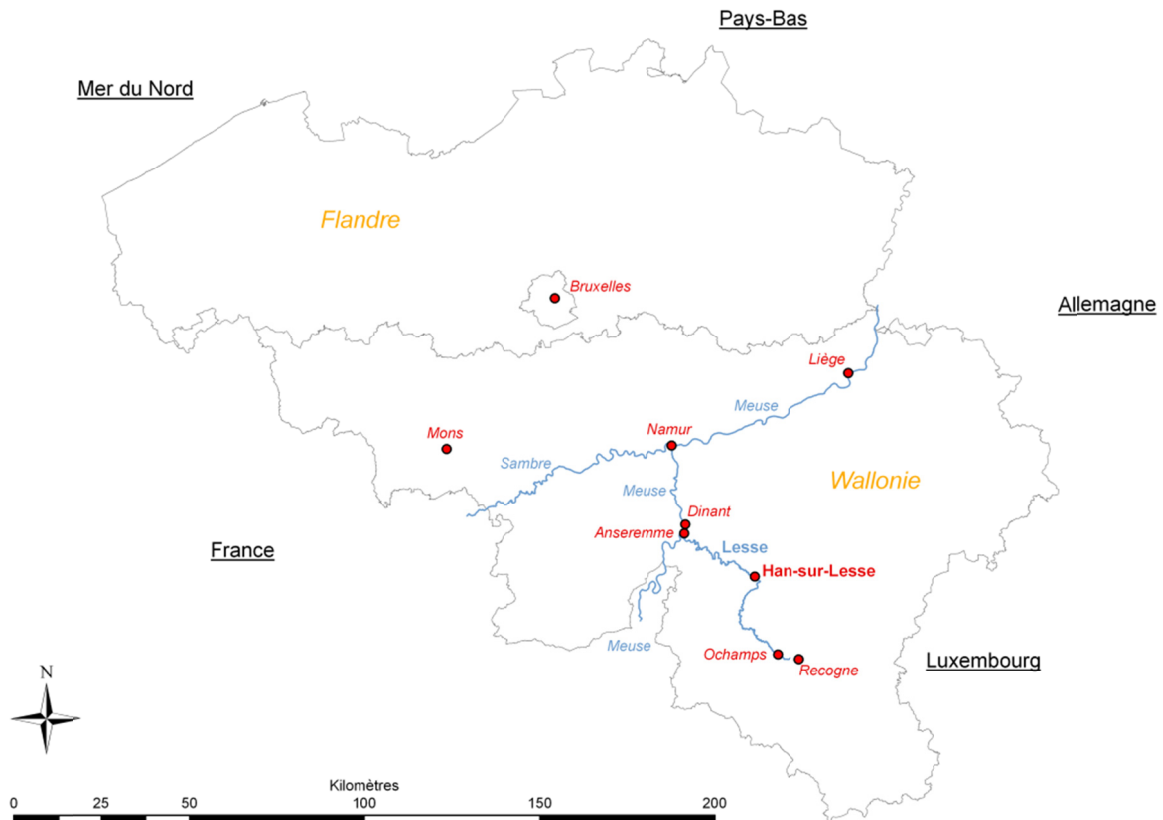 Pays-Bas
Mer du Nord
Flandre
Bruxelles
Allemagne
Liège
Meuse
Namur
Mons
Sambre
Wallonie
Meuse
Dinant
Anseremme
Lesse
France
Han-sur-Lesse
Meuse
Ochamps
Recogne
Luxembourg
N
Kilomètres
0 25 50 100 150 200